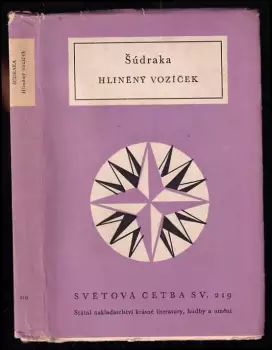 Šúdraka
HLINĚNÝ VOZÍČEK
SVĚTOVÁ ČETBA SV. 219
Státní nakladatelství krásné literatury, hudby a umění
ŠÚDRAKA
Hliněný vozíček
219